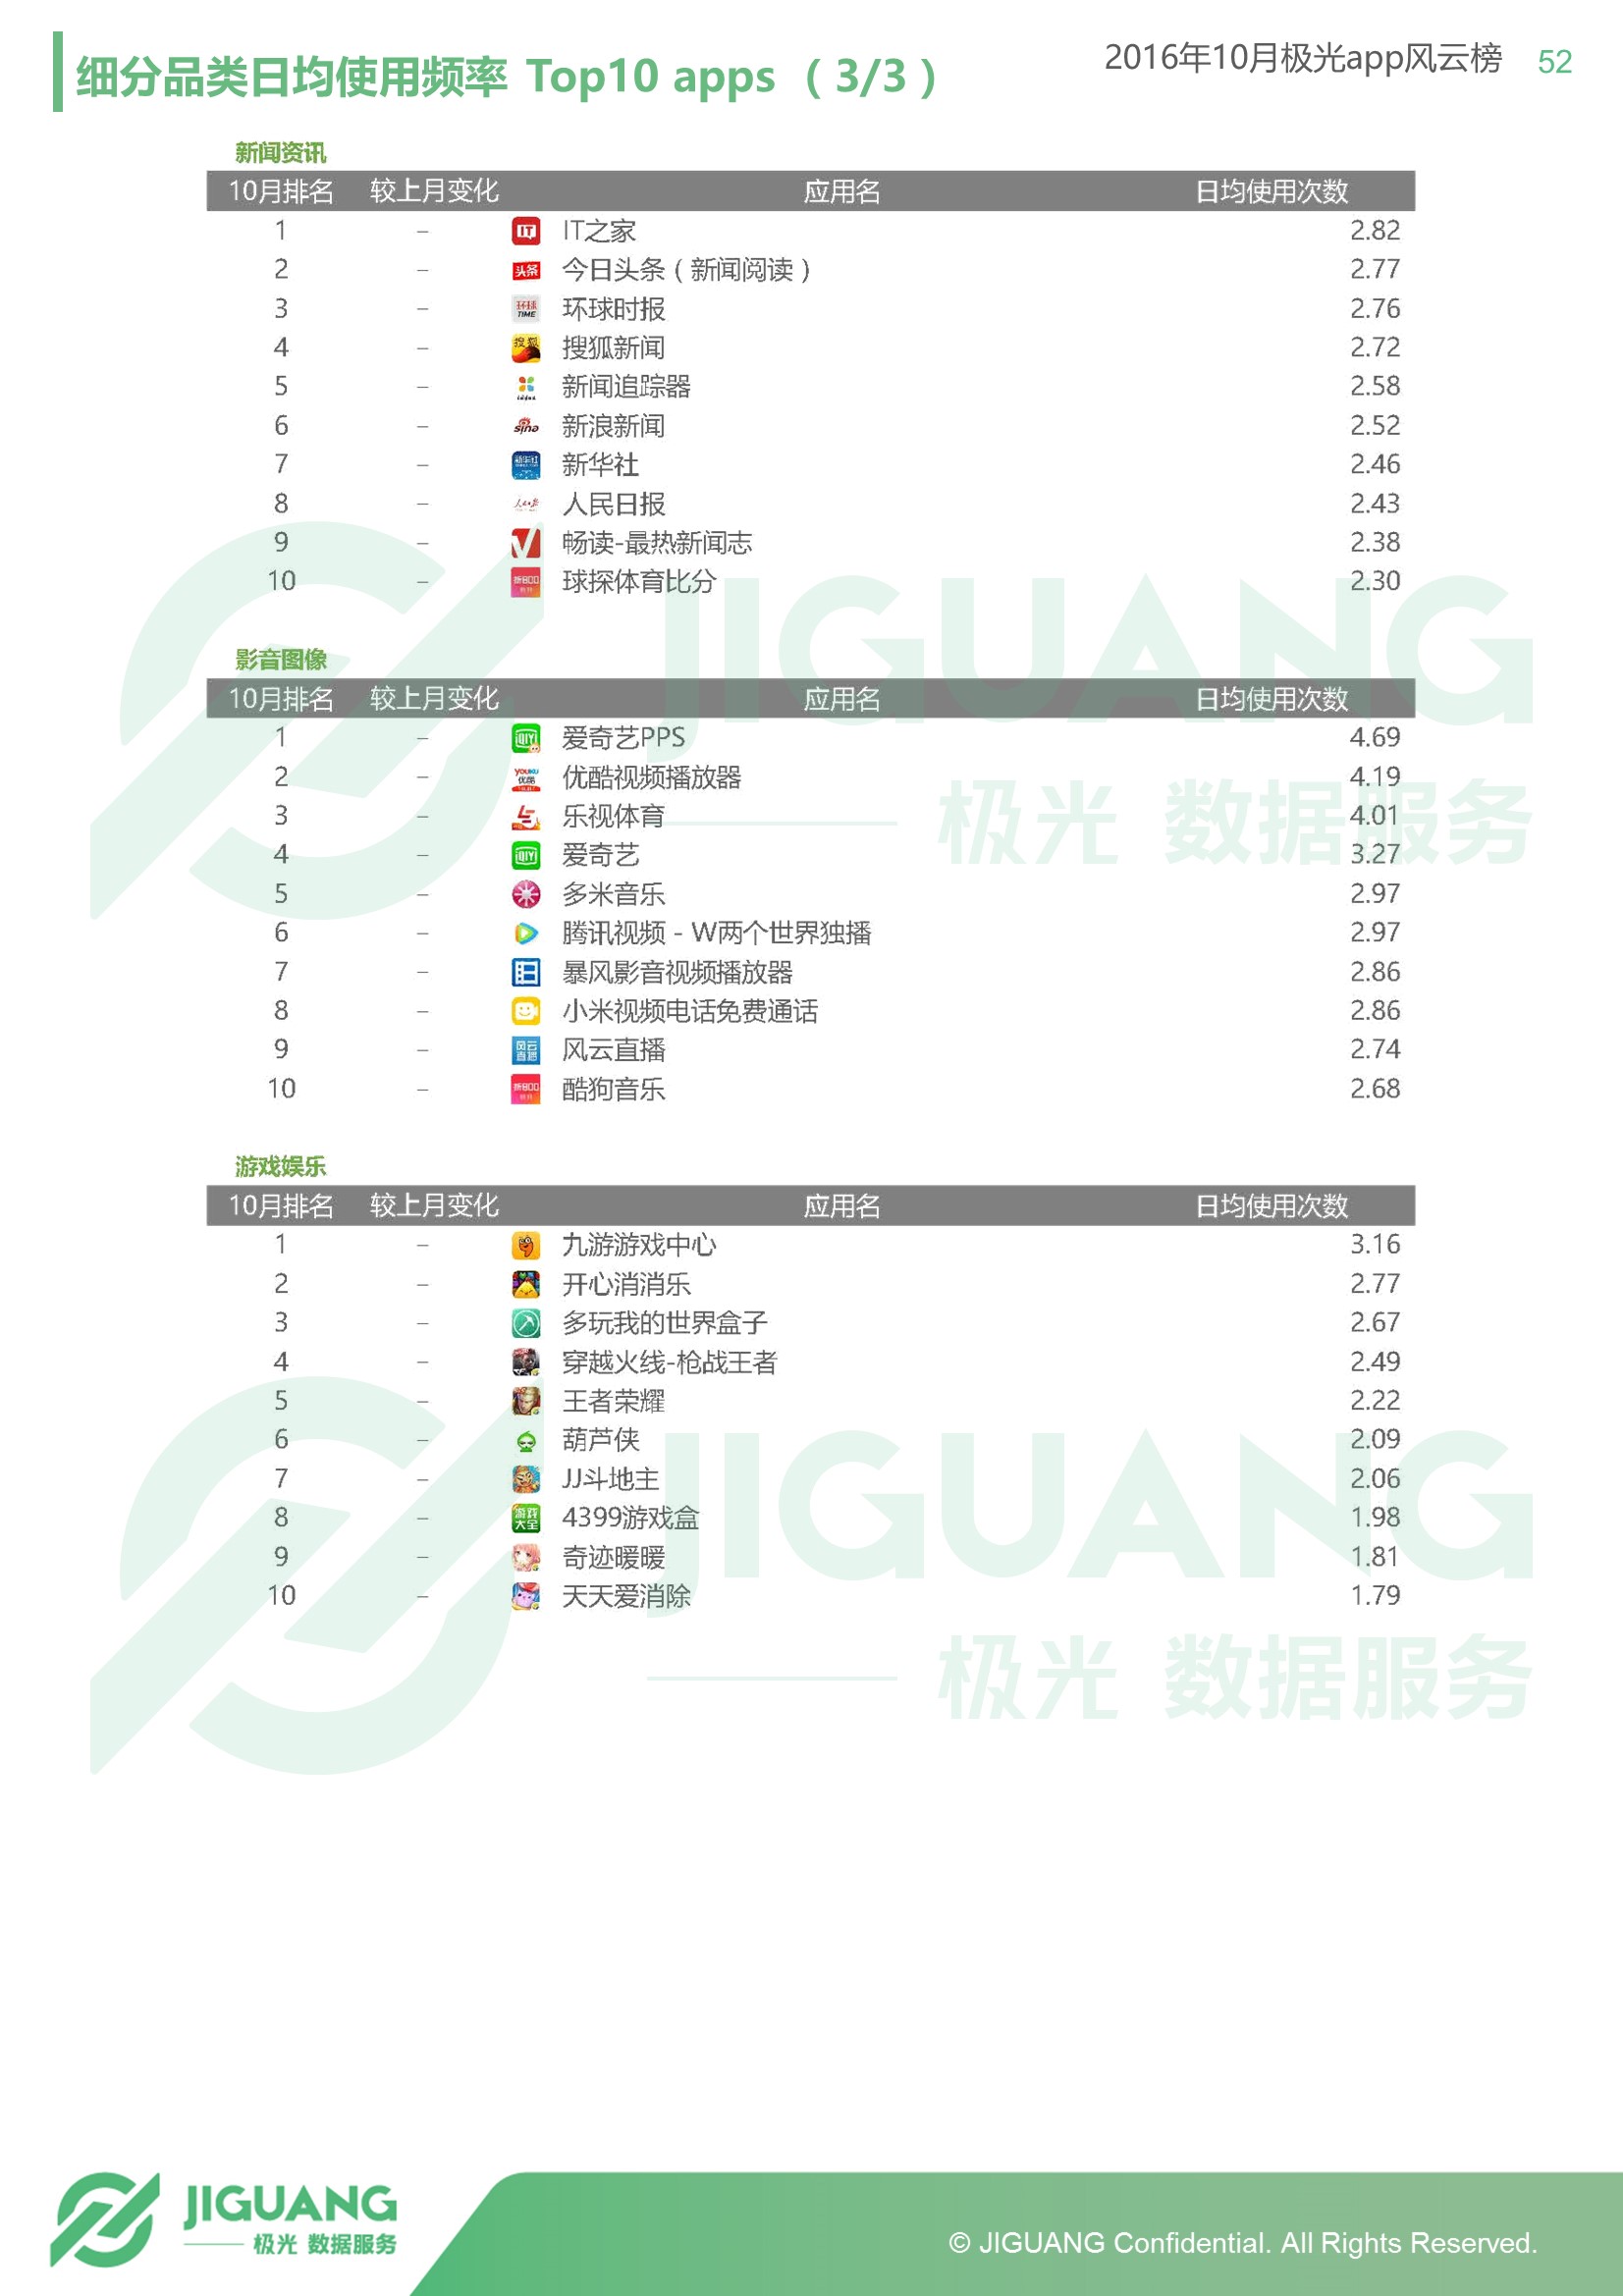 细分品类日均使用频率 Top10 apps （3/3）
2016年10月极光app风云榜 52
新闻资讯
10月排名 较上月变化 应用名 日均使用次数
1 – IT之家 2.82
2 – 今日头条（新闻阅读） 2.77
3 – 环球时报 2.76
4 – 搜狐新闻 2.72
5 – 新闻追踪器 2.58
6 – 新浪新闻 2.52
7 – 新华社 2.46
8 – 人民日报 2.43
9 – 畅读-最热新闻志 2.38
10 – 球探体育比分 2.30
影音图像
10月排名 较上月变化 应用名 日均使用次数
1 – 爱奇艺PPS 4.69
2 – 优酷视频播放器 4.19
3 – 乐视体育 4.01
4 – 爱奇艺 3.27
5 – 多米音乐 2.97
6 – 腾讯视频 - W两个世界独播 2.97
7 – 暴风影音视频播放器 2.86
8 – 小米视频电话免费通话 2.86
9 – 风云直播 2.74
10 – 酷狗音乐 2.68
游戏娱乐
10月排名 较上月变化 应用名 日均使用次数
1 – 九游游戏中心 3.16
2 – 开心消消乐 2.77
3 – 多玩我的世界盒子 2.67
4 – 穿越火线-枪战王者 2.49
5 – 王者荣耀 2.22
6 – 葫芦侠 2.09
7 – JJ斗地主 2.06
8 – 4399游戏盒 1.98
9 – 奇迹暖暖 1.81
10 – 天天爱消除 1.79
JIGUANG
极光 数据服务
JIGUANG
极光 数据服务
JIGUANG
极光 数据服务
© JIGUANG Confidential. All Rights Reserved.